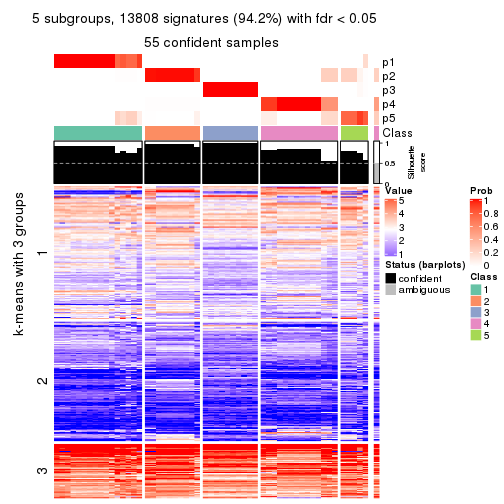 5 subgroups, 13808 signatures (94.2%) with fdr < 0.05
55 confident samples
p1
p2
p3
p4
p5
Class
1
0.5
0
Silhouette
score
k-means with 3 groups
1
2
3
Value
5
4
3
2
1
Status (barplots)
confident
ambiguous
Prob
1
0.8
0.6
0.4
0.2
0
Class
1
2
3
4
5